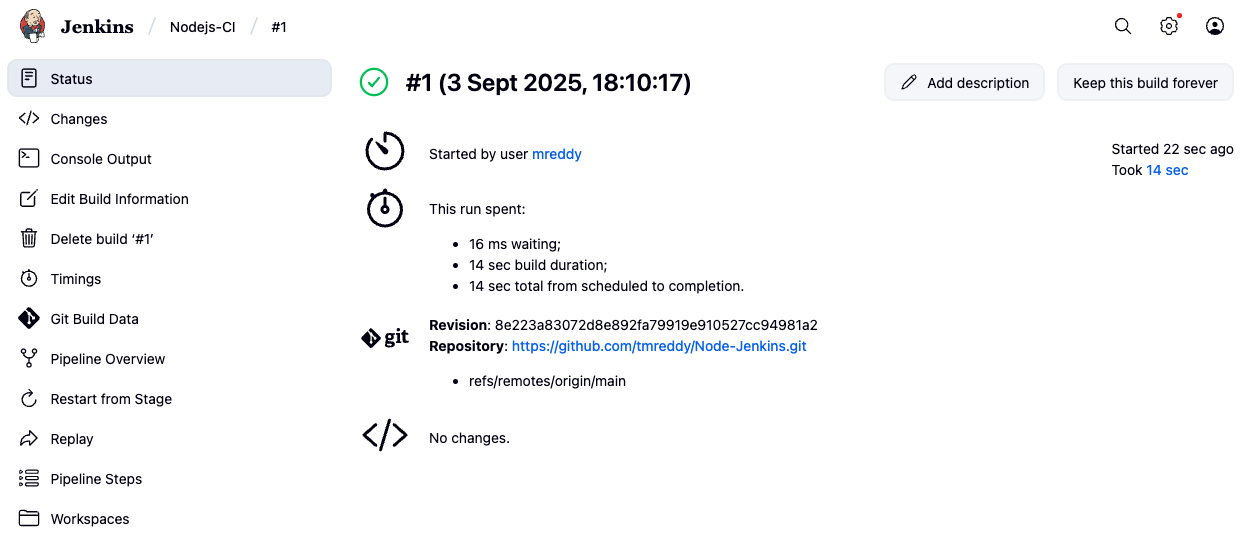 Jenkins / Nodejs-CI / #1
Status
Changes
Console Output
Edit Build Information
Delete build ‘#1’
Timings
Git Build Data
Pipeline Overview
Restart from Stage
Replay
Pipeline Steps
Workspaces
#1 (3 Sept 2025, 18:10:17)
Add description
Keep this build forever
Started by user mreddy
Started 22 sec ago
Took 14 sec
This run spent:
• 16 ms waiting;
• 14 sec build duration;
• 14 sec total from scheduled to completion.
git
Revision: 8e223a83072d8e892fa79919e910527cc94981a2
Repository: https://github.com/tmreddy/Node-Jenkins.git
• refs/remotes/origin/main
No changes.